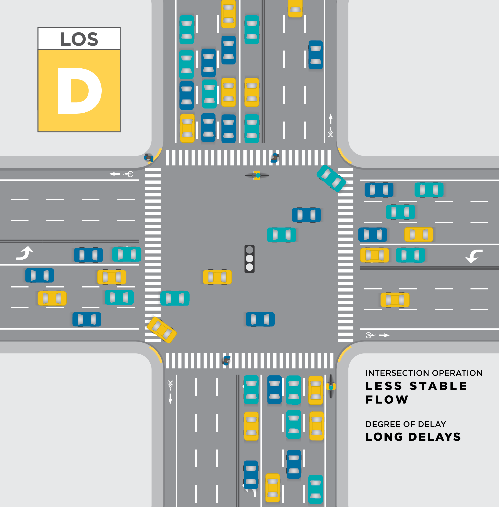 LOS
D
INTERSECTION OPERATION
LESS STABLE
FLOW
DEGREE OF DELAY
LONG DELAYS